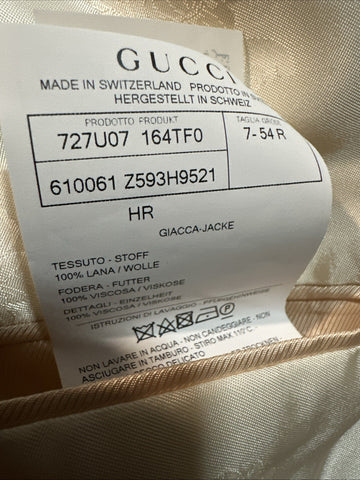 GUCCI
MADE IN SWITZERLAND PRODOTTO IN
HERGESTELLT IN SCHWEIZ
PRODOTTO PRODUKT
TAGLIA
727U07 164TF0
7- 54 R
610061 Z593H9521
HR
GIACCA-JACKE
TESSUTO - STOFF
100% LANA / WOLLE
FODERA - FUTTER
100% VISCOSA / VISKOSE
DETTAGLI - EINZELHEIT
100% VISCOSA / VISKOSE
ISTRUZIONI DI LAVAGGIO - PFLEGEHINWEISE
NON LAVARE IN ACQUA - NON CANDEGGIARE - NON
ASCIUGARE IN TAMBURO - STIRO MAX 110°C
DELICATO